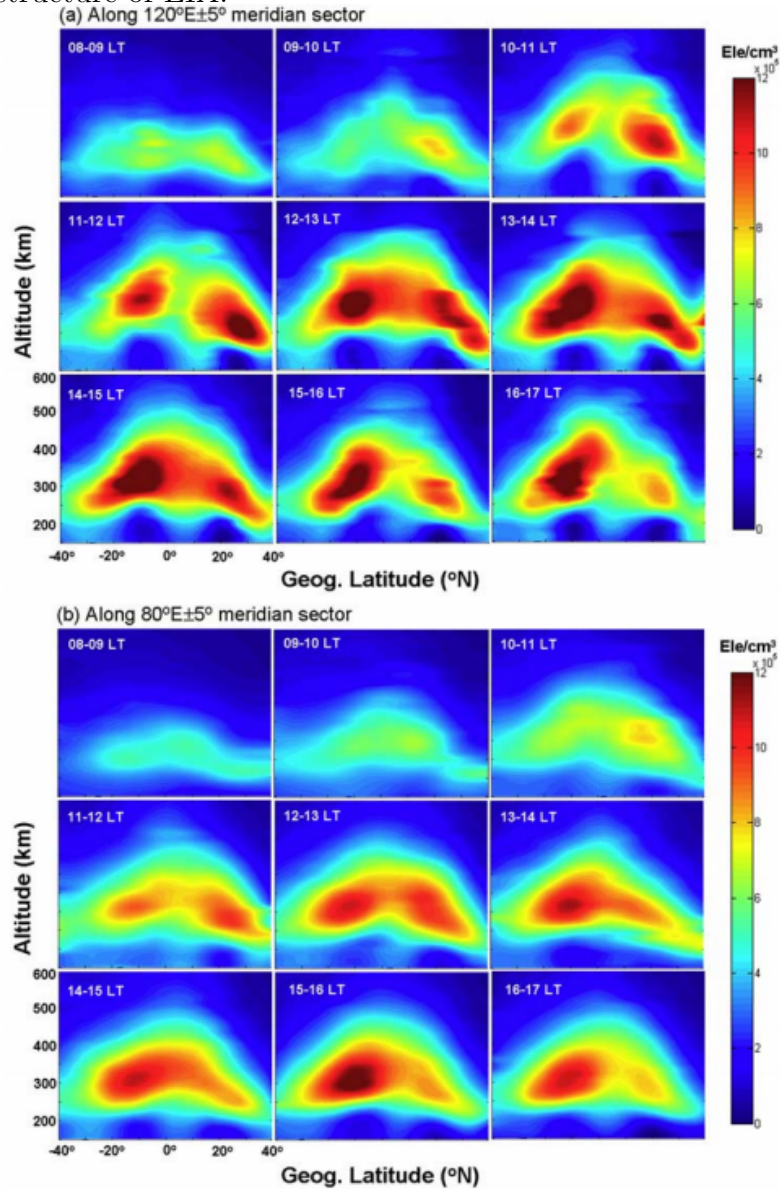 structure of EIA.
(a) Along 120ºE±5º meridian sector
08-09 LT
09-10 LT
10-11 LT
Ele/cm³
x 10⁵
12
10
8
6
4
2
0
11-12 LT
12-13 LT
13-14 LT
Altitude (km)
600
500
400
300
200
14-15 LT
15-16 LT
16-17 LT
-40º
-20º
0º
20º
40º
Geog. Latitude (ºN)
(b) Along 80ºE±5º meridian sector
08-09 LT
09-10 LT
10-11 LT
Ele/cm³
x 10⁵
12
10
8
6
4
2
0
11-12 LT
12-13 LT
13-14 LT
Altitude (km)
600
500
400
300
200
14-15 LT
15-16 LT
16-17 LT
-40º
-20º
0º
20º
40º
Geog. Latitude (ºN)